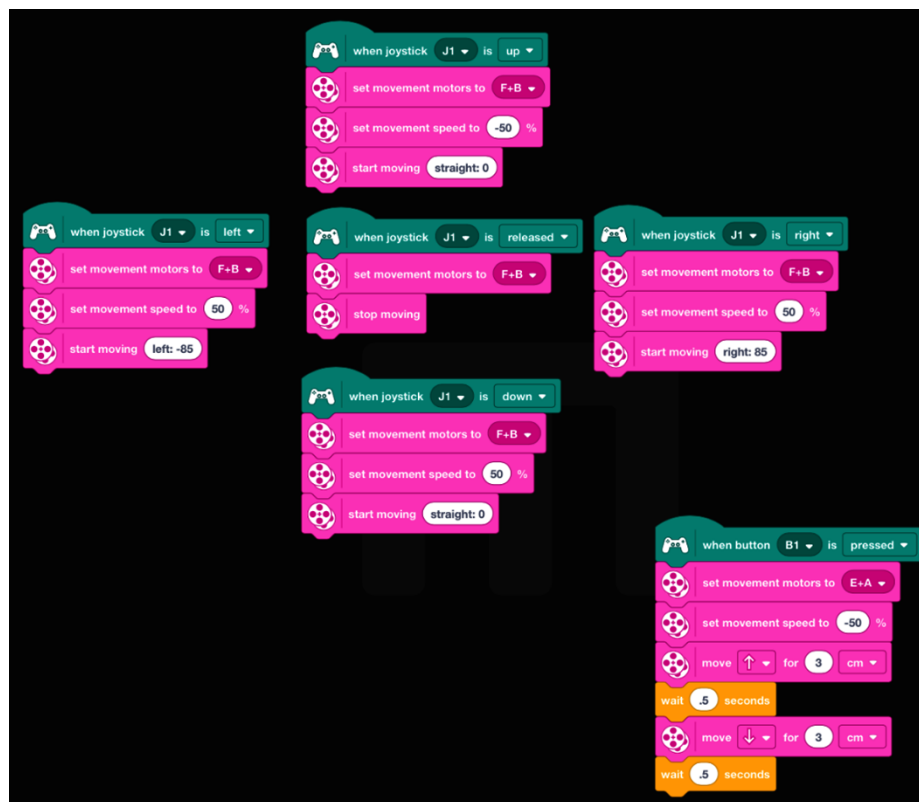 when joystick J1 is up
set movement motors to F+B
set movement speed to -50 %
start moving straight: 0
when joystick J1 is left
set movement motors to F+B
set movement speed to 50 %
start moving left: -85
when joystick J1 is released
set movement motors to F+B
stop moving
when joystick J1 is right
set movement motors to F+B
set movement speed to 50 %
start moving right: 85
when joystick J1 is down
set movement motors to F+B
set movement speed to 50 %
start moving straight: 0
when button B1 is pressed
set movement motors to E+A
set movement speed to -50 %
move ↑ for 3 cm
wait .5 seconds
move ↓ for 3 cm
wait .5 seconds